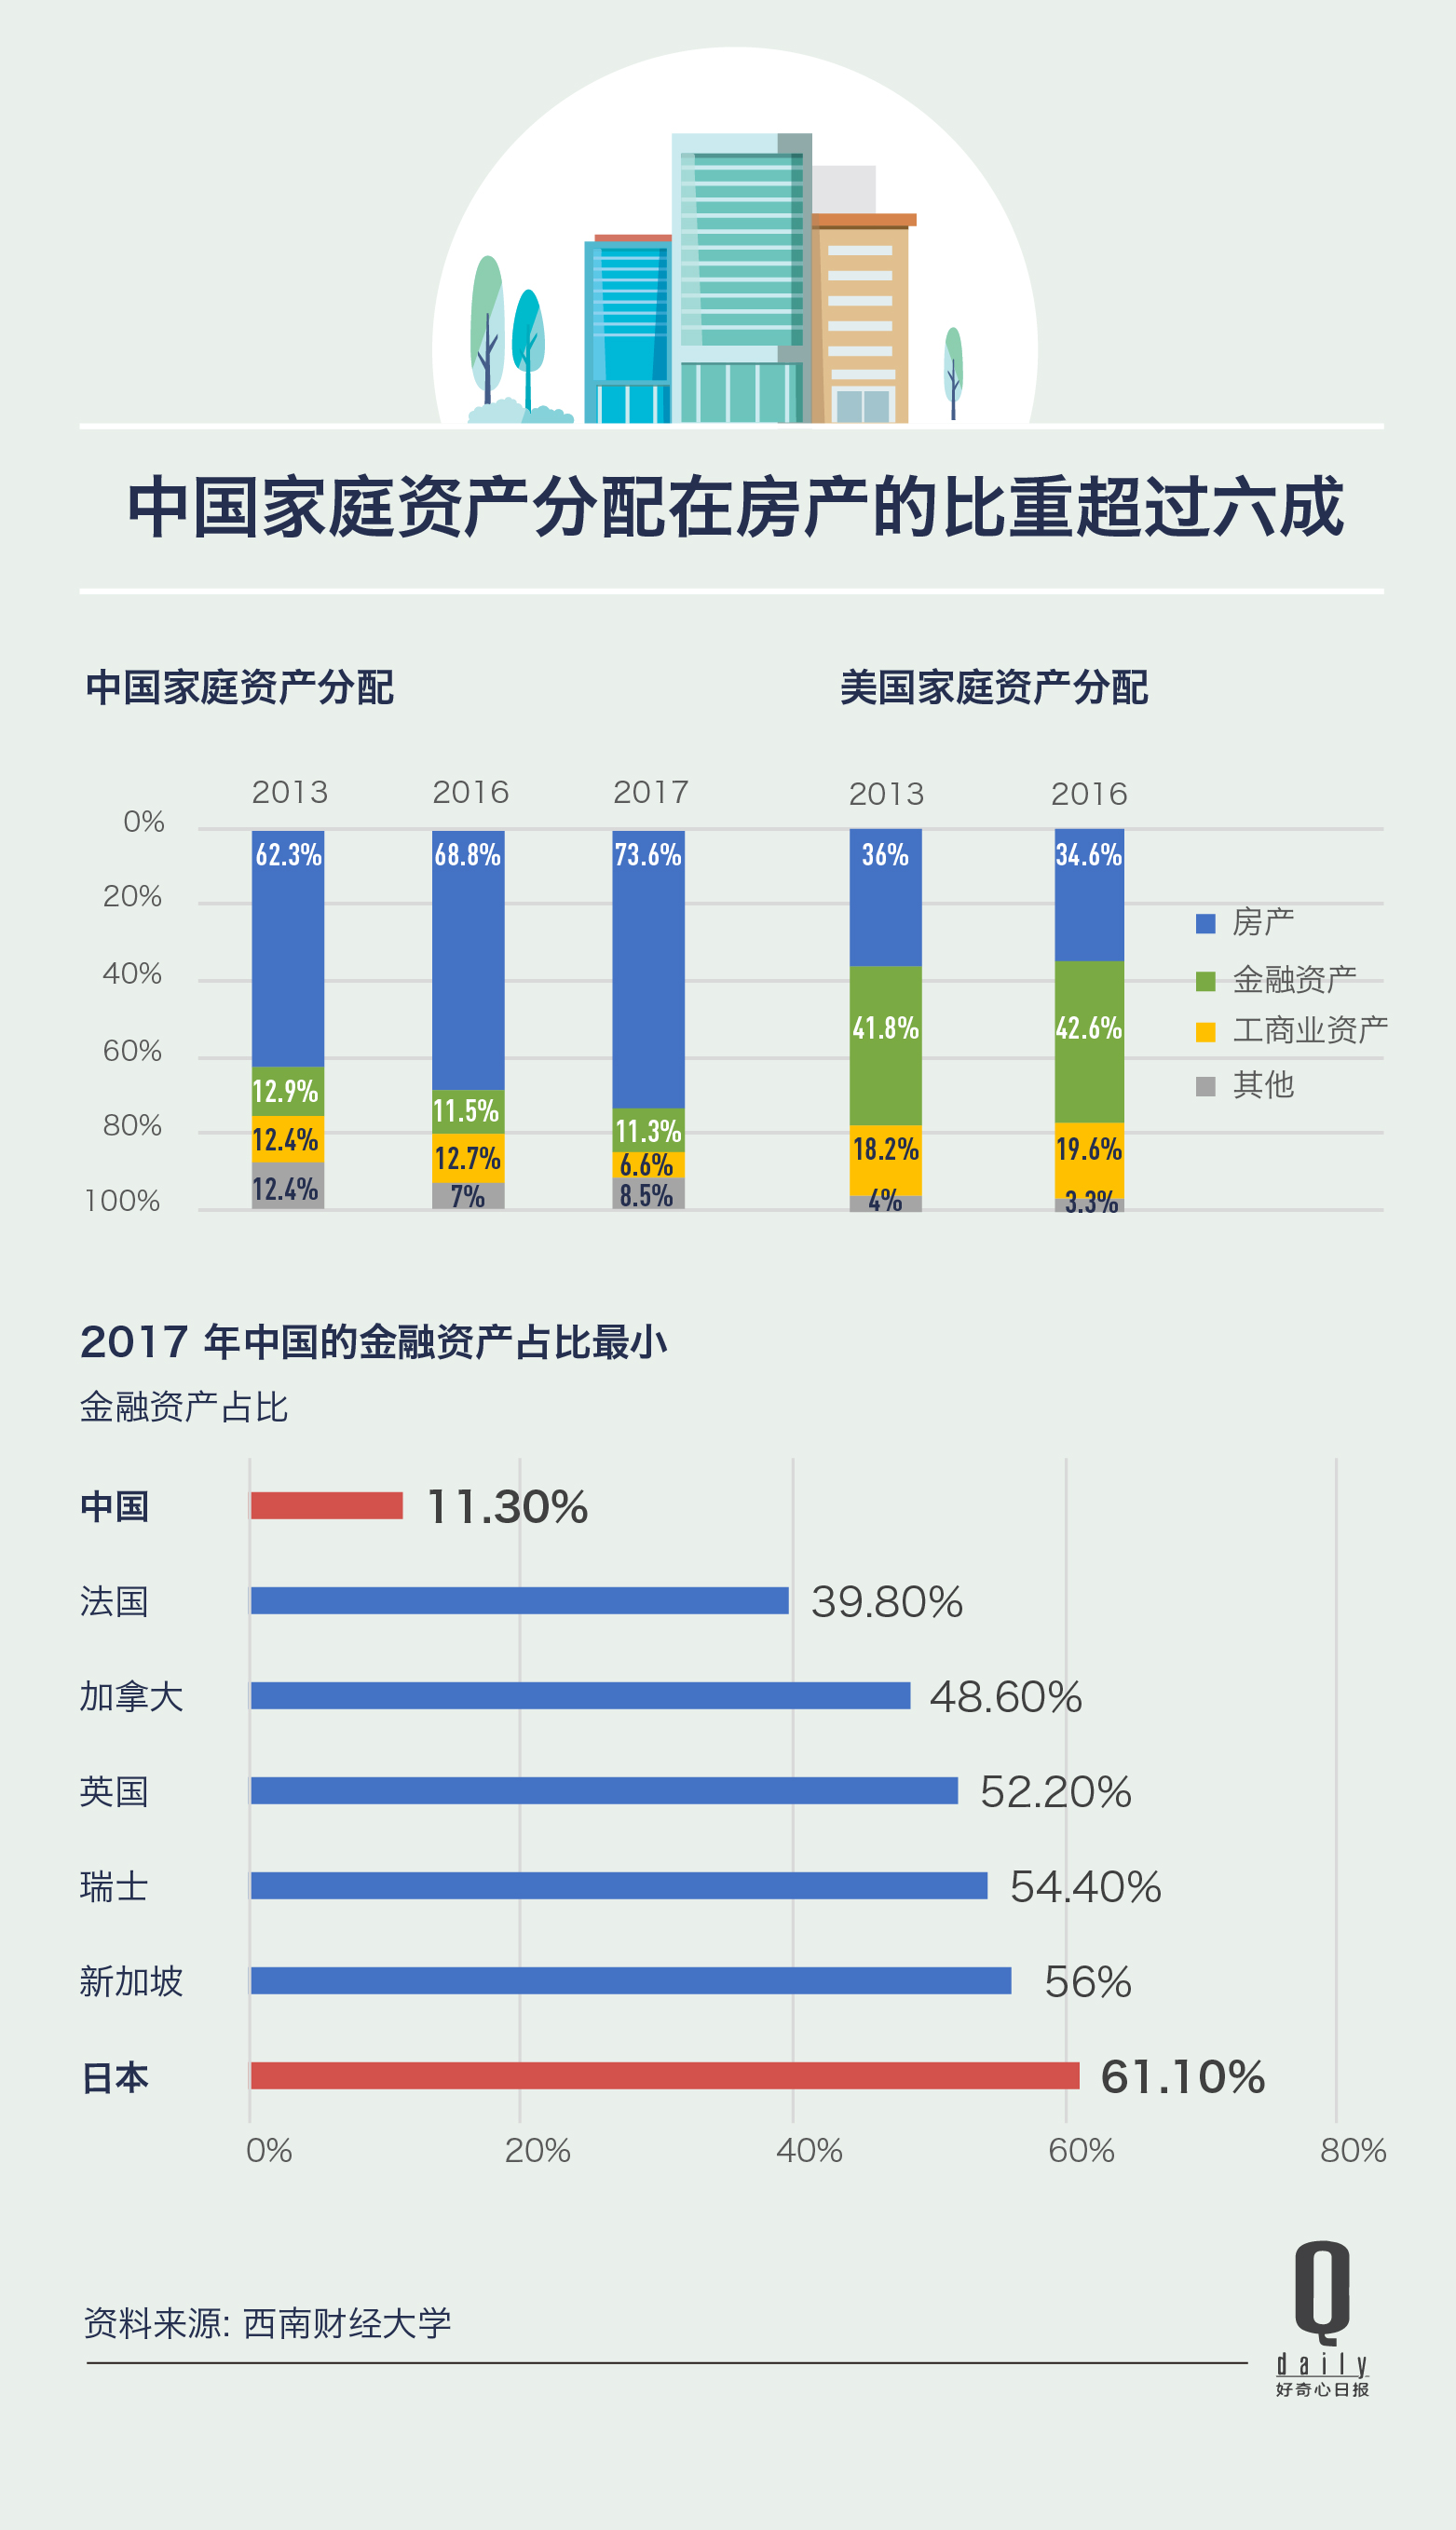 中国家庭资产分配在房产的比重超过六成
中国家庭资产分配
美国家庭资产分配
2013 2016 2017 2013 2016
0%
62.3% 68.8% 73.6% 36% 34.6%
20%
房产
40%
金融资产
41.8% 42.6%
工商业资产
60%
其他
12.9% 11.5% 11.3%
80%
12.4% 12.7% 6.6% 18.2% 19.6%
12.4% 7% 8.5% 4% 3.3%
100%
2017 年中国的金融资产占比最小
金融资产占比
中国 11.30%
法国 39.80%
加拿大 48.60%
英国 52.20%
瑞士 54.40%
新加坡 56%
日本 61.10%
0% 20% 40% 60% 80%
资料来源: 西南财经大学
Q
daily
好奇心日报